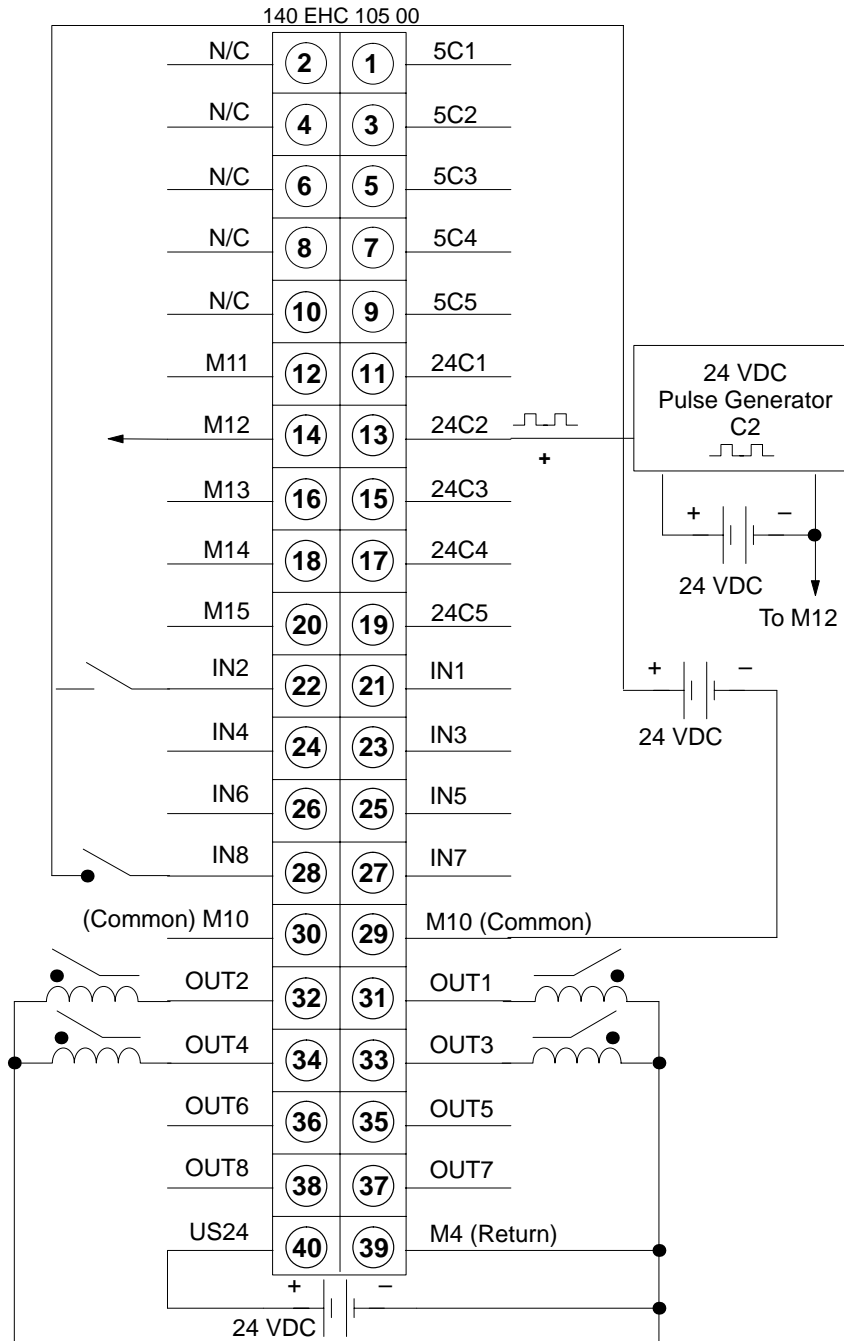 140 EHC 105 00
N/C 2 1 5C1
N/C 4 3 5C2
N/C 6 5 5C3
N/C 8 7 5C4
N/C 10 9 5C5
M11 12 11 24C1
M12 14 13 24C2
+
24 VDC
Pulse Generator
C2
M13 16 15 24C3
+ −
M14 18 17 24C4
24 VDC
M15 20 19 24C5
To M12
IN2 22 21 IN1
+ −
24 VDC
IN4 24 23 IN3
IN6 26 25 IN5
IN8 28 27 IN7
(Common) M10 30 29 M10 (Common)
OUT2 32 31 OUT1
OUT4 34 33 OUT3
OUT6 36 35 OUT5
OUT8 38 37 OUT7
US24 40 39 M4 (Return)
+ −
24 VDC